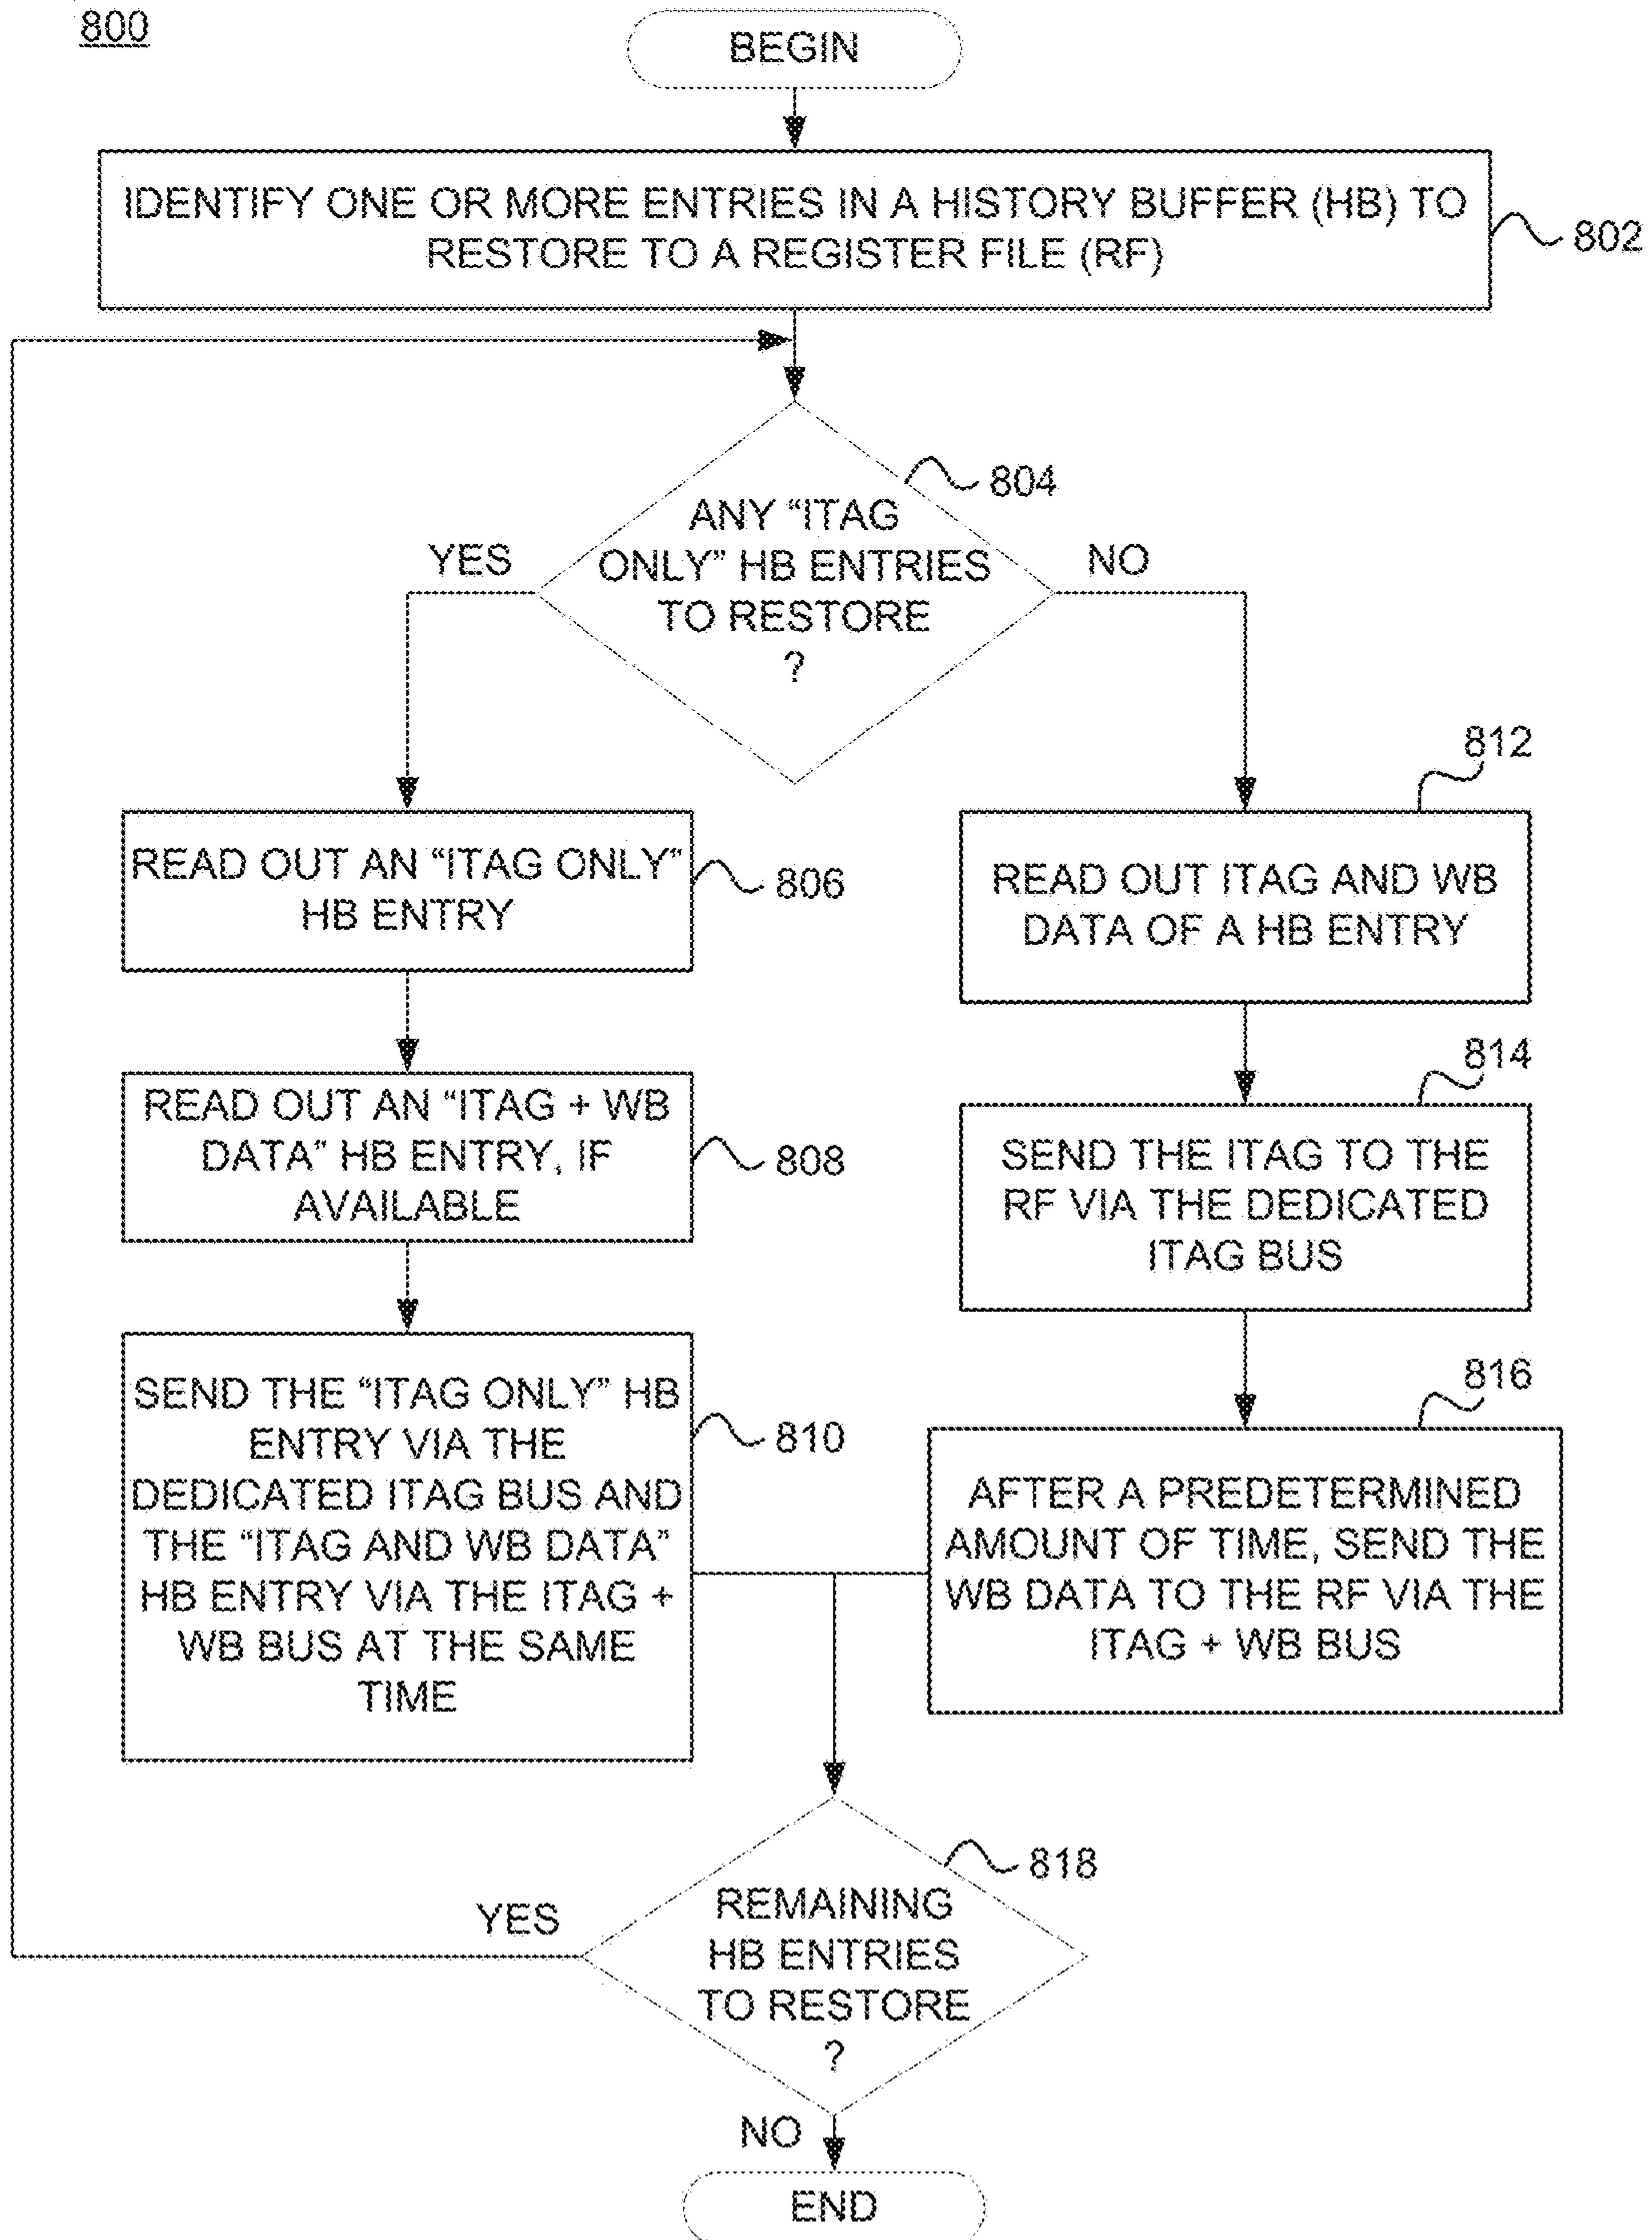 800
BEGIN
IDENTIFY ONE OR MORE ENTRIES IN A HISTORY BUFFER (HB) TO
RESTORE TO A REGISTER FILE (RF)
802
804
ANY “ITAG
ONLY” HB ENTRIES
TO RESTORE
?
YES
NO
READ OUT AN “ITAG ONLY”
HB ENTRY
806
READ OUT AN “ITAG + WB
DATA” HB ENTRY, IF
AVAILABLE
808
SEND THE “ITAG ONLY” HB
ENTRY VIA THE
DEDICATED ITAG BUS AND
THE “ITAG AND WB DATA”
HB ENTRY VIA THE ITAG +
WB BUS AT THE SAME
TIME
810
812
READ OUT ITAG AND WB
DATA OF A HB ENTRY
814
SEND THE ITAG TO THE
RF VIA THE DEDICATED
ITAG BUS
816
AFTER A PREDETERMINED
AMOUNT OF TIME, SEND THE
WB DATA TO THE RF VIA THE
ITAG + WB BUS
818
REMAINING
HB ENTRIES
TO RESTORE
?
YES
NO
END